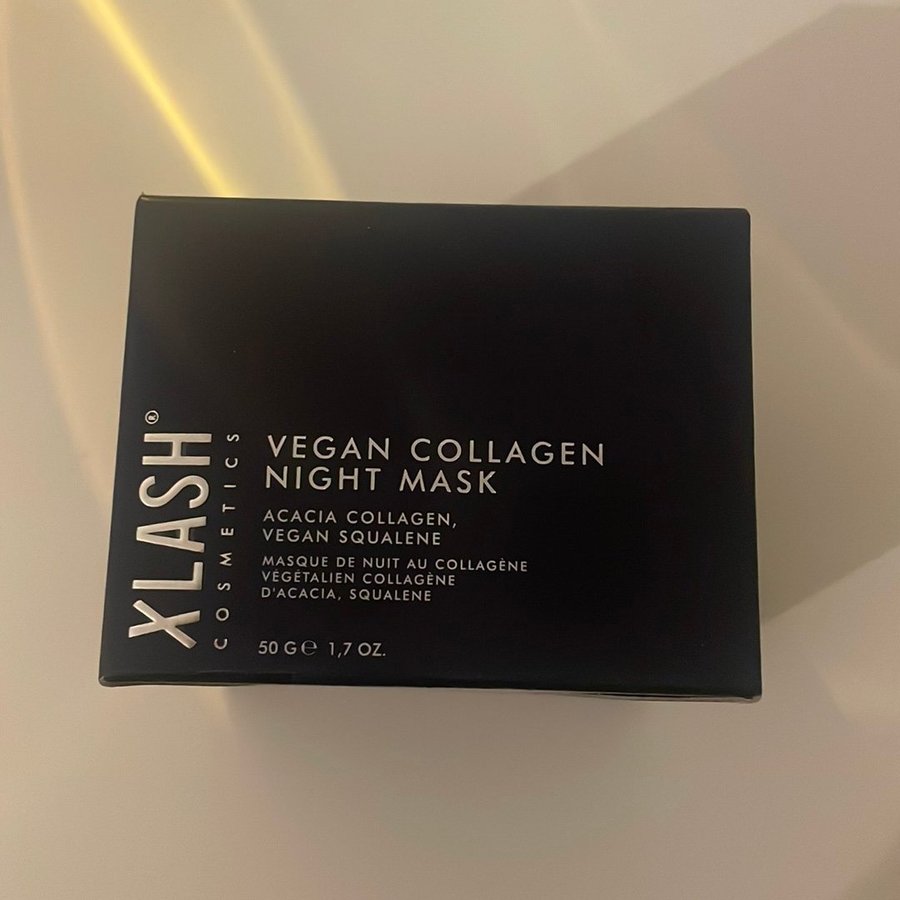 XLASH®
COSMETICS
VEGAN COLLAGEN
NIGHT MASK
ACACIA COLLAGEN,
VEGAN SQUALENE
MASQUE DE NUIT AU COLLAGÈNE
VÉGÉTALIEN COLLAGÈNE
D'ACACIA, SQUALENE
50 G ℮ 1,7 OZ.